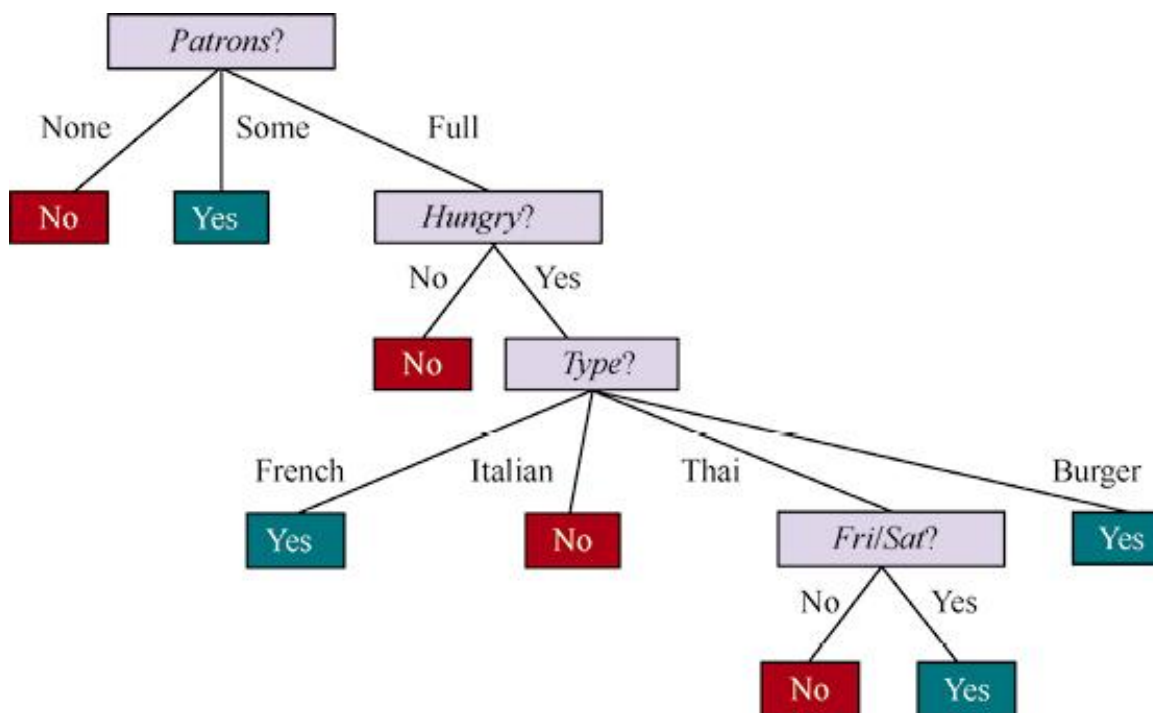 Patrons?
None Some Full
No Yes Hungry?
No Yes
No Type?
French Italian Thai Burger
Yes No Fri/Sat? Yes
No Yes
No Yes